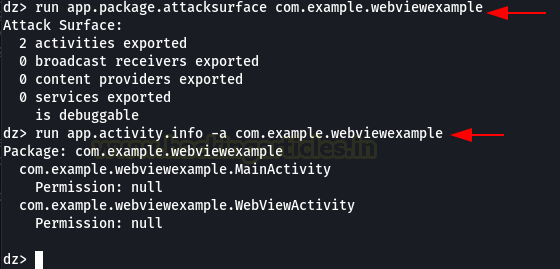 dz> run app.package.attacksurface com.example.webviewexample
Attack Surface:
  2 activities exported
  0 broadcast receivers exported
  0 content providers exported
  0 services exported
    is debuggable
dz> run app.activity.info -a com.example.webviewexample
Package: com.example.webviewexample
  com.example.webviewexample.MainActivity
    Permission: null
  com.example.webviewexample.WebViewActivity
    Permission: null
dz>